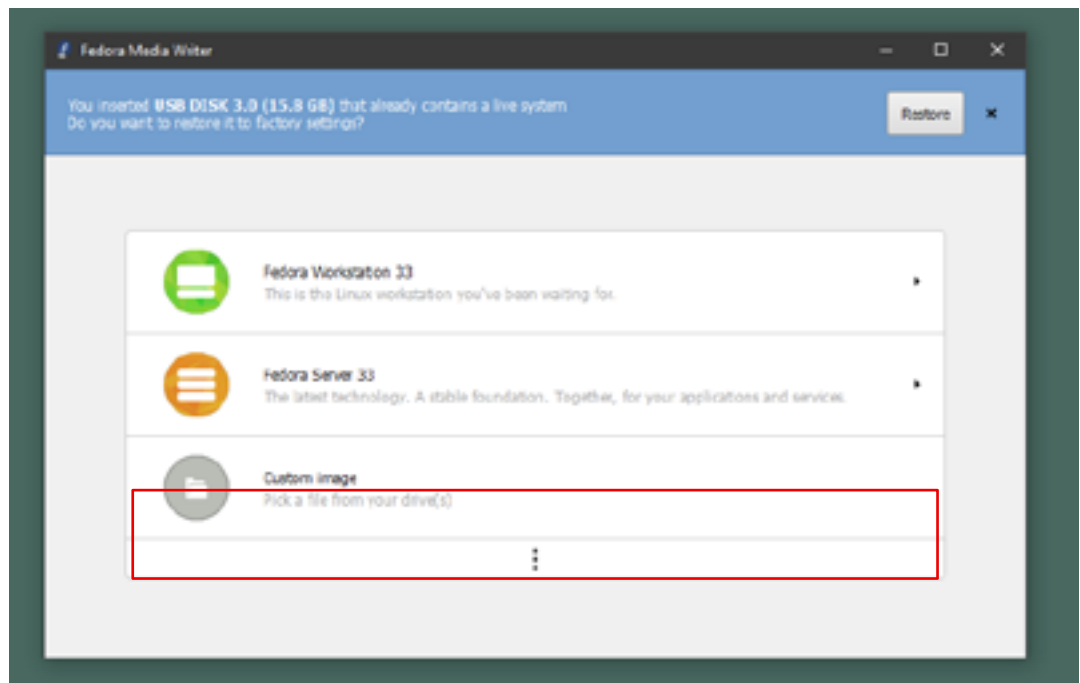 Fedora Media Writer
You inserted USB DISK 3.0 (15.8 GB) that already contains a live system
Do you want to restore it to factory settings?
Restore
Fedora Workstation 33
This is the Linux workstation you've been waiting for.
Fedora Server 33
The latest technology. A stable foundation. Together, for your applications and services.
Custom image
Pick a file from your drive(s)